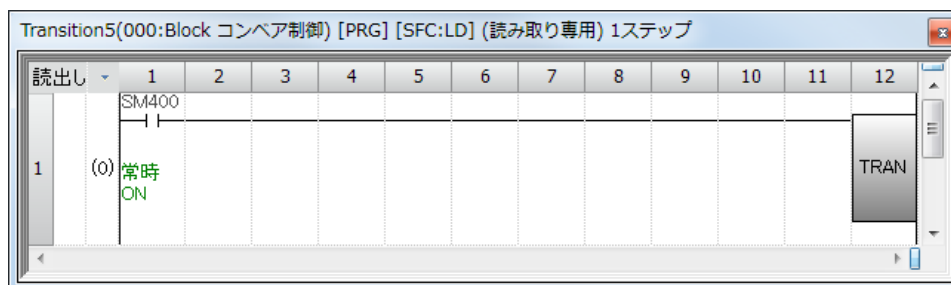 Transition5(000:Block コンベア制御) [PRG] [SFC:LD] (読み取り専用) 1ステップ
読出し 1 2 3 4 5 6 7 8 9 10 11 12
SM400
1 (0) 常時 TRAN
ON